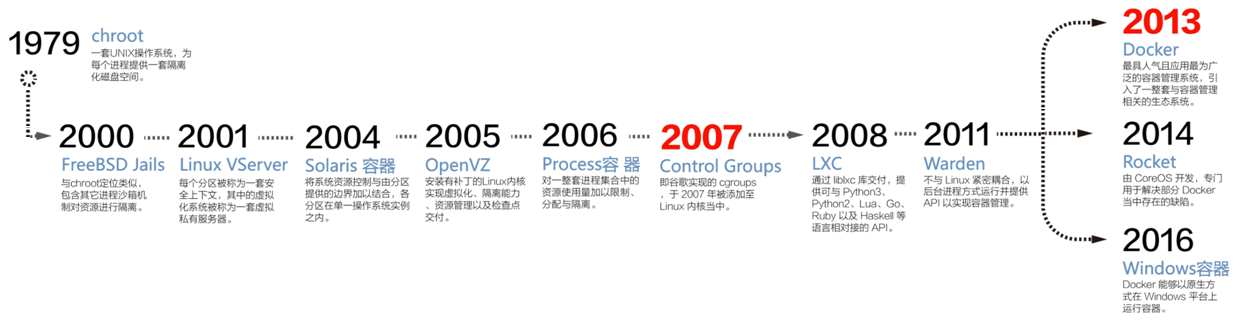 1979
chroot
一套UNIX操作系统，为
每个进程提供一套隔离
化磁盘空间。
2000
FreeBSD Jails
与chroot定位类似，
包含其它进程沙箱机
制对资源进行隔离。
2001
Linux VServer
每个分区被称为一套安
全上下文，其中的虚拟
化系统被称为一套虚拟
私有服务器。
2004
Solaris 容器
将系统资源控制与由分区
提供的边界加以结合，各
分区在单一操作系统实例
之内。
2005
OpenVZ
安装有补丁的Linux内核
实现虚拟化、隔离能力
、资源管理以及检查点
交付。
2006
Process容 器
对一整套进程集合中的
资源使用量加以限制、
分配与隔离。
2007
Control Groups
即谷歌实现的 cgroups
，于 2007 年被添加至
Linux 内核当中。
2008
LXC
通过 liblxc 库交付，提
供可与 Python3、
Python2、Lua、Go、
Ruby 以及 Haskell 等
语言相对接的 API。
2011
Warden
不与 Linux 紧密耦合，以
后台进程方式运行并提供
API 以实现容器管理。
2013
Docker
最具人气且应用最为广
泛的容器管理系统，引
入了一整套与容器管理
相关的生态系统。
2014
Rocket
由 CoreOS 开发，专门
用于解决部分 Docker
当中存在的缺陷。
2016
Windows容器
Docker 能够以原生方
式在 Windows 平台上
运行容器。